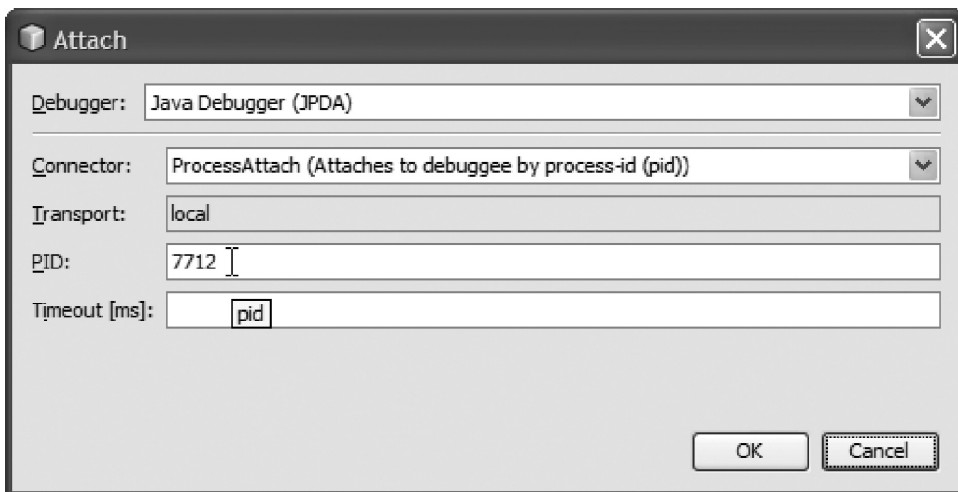 Attach
Debugger: Java Debugger (JPDA)
Connector: ProcessAttach (Attaches to debuggee by process-id (pid))
Transport: local
PID: 7712
Timeout [ms]:
pid
OK Cancel